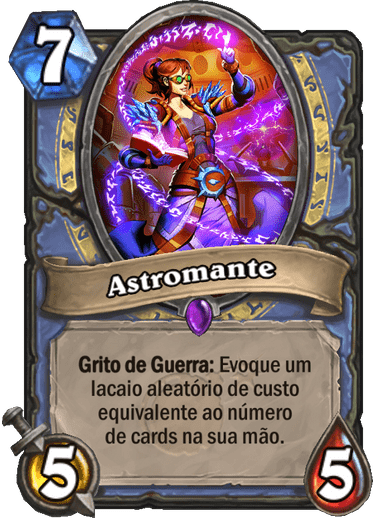 7
Astromante
Grito de Guerra: Evoque um
lacaio aleatório de custo
equivalente ao número
de cards na sua mão.
5
5